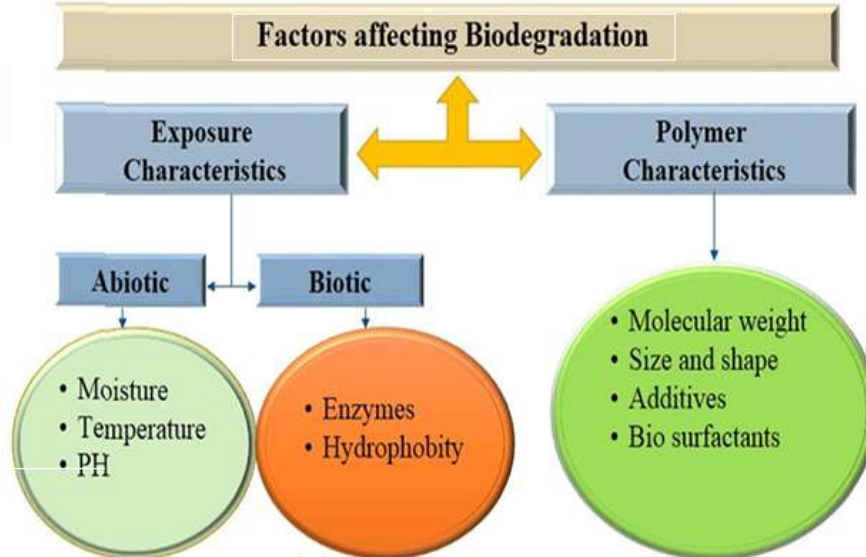 Factors affecting Biodegradation
Exposure
Characteristics
Polymer
Characteristics
Abiotic
Biotic
• Moisture
• Temperature
• PH
• Enzymes
• Hydrophobity
• Molecular weight
• Size and shape
• Additives
• Bio surfactants